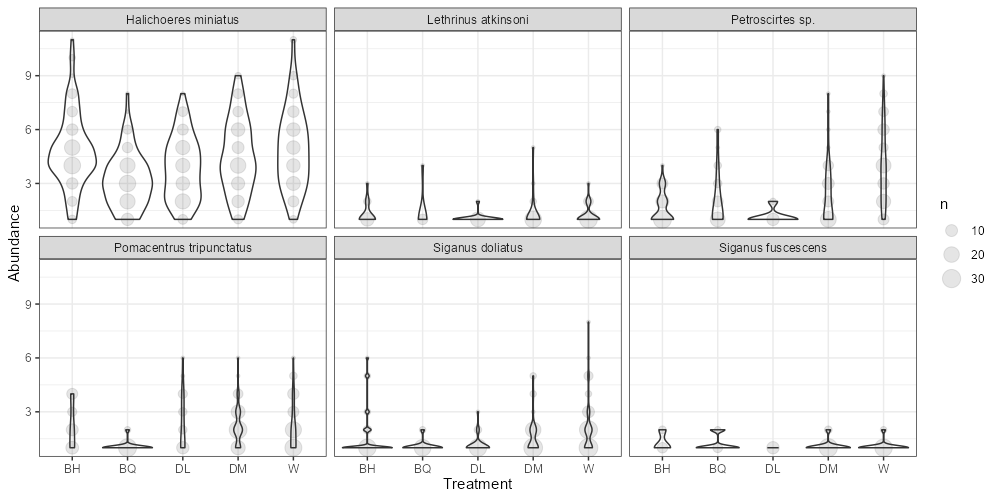 Halichoeres miniatus Lethrinus atkinsoni Petroscirtes sp.
9
6
3
Pomacentrus tripunctatus Siganus doliatus Siganus fuscescens
9
6
3
Abundance
BH BQ DL DM W BH BQ DL DM W BH BQ DL DM W
Treatment
n
10
20
30